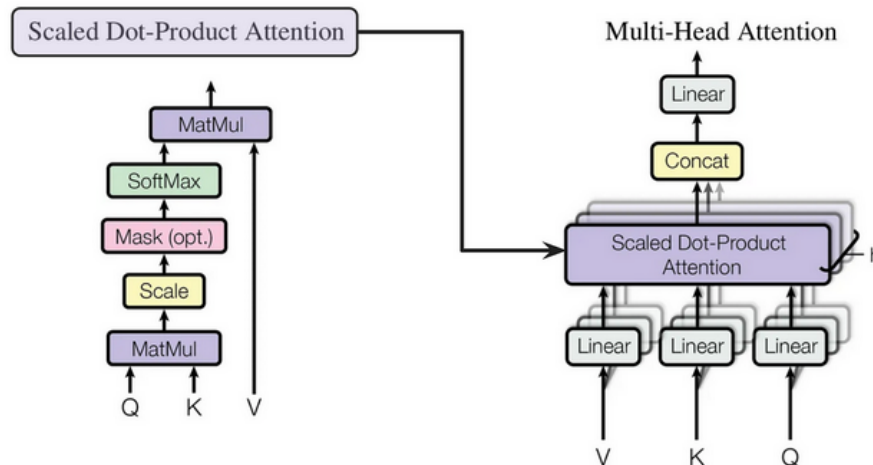 Scaled Dot-Product Attention
MatMul
SoftMax
Mask (opt.)
Scale
MatMul
Q K V
Multi-Head Attention
Linear
Concat
Scaled Dot-Product
Attention
Linear Linear Linear
V K Q